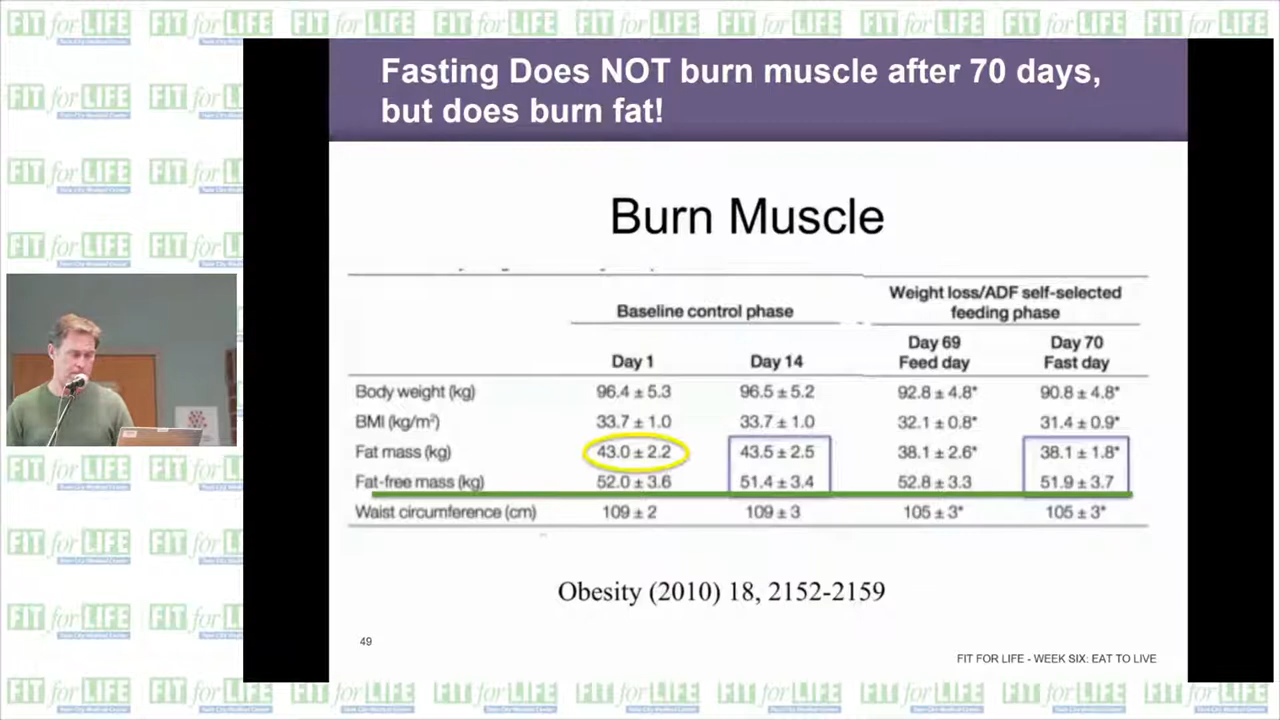 FIT for LIFE
Twin City Medical Center
Fasting Does NOT burn muscle after 70 days,
but does burn fat!
Burn Muscle
Baseline control phase
Weight loss/ADF self-selected
feeding phase
Day 1 Day 14 Day 69 Feed day Day 70 Fast day
Body weight (kg) 96.4 ± 5.3 96.5 ± 5.2 92.8 ± 4.8* 90.8 ± 4.8*
BMI (kg/m²) 33.7 ± 1.0 33.7 ± 1.0 32.1 ± 0.8* 31.4 ± 0.9*
Fat mass (kg) 43.0 ± 2.2 43.5 ± 2.5 38.1 ± 2.6* 38.1 ± 1.8*
Fat-free mass (kg) 52.0 ± 3.6 51.4 ± 3.4 52.8 ± 3.3 51.9 ± 3.7
Waist circumference (cm) 109 ± 2 109 ± 3 105 ± 3* 105 ± 3*
Obesity (2010) 18, 2152-2159
49
FIT FOR LIFE - WEEK SIX: EAT TO LIVE